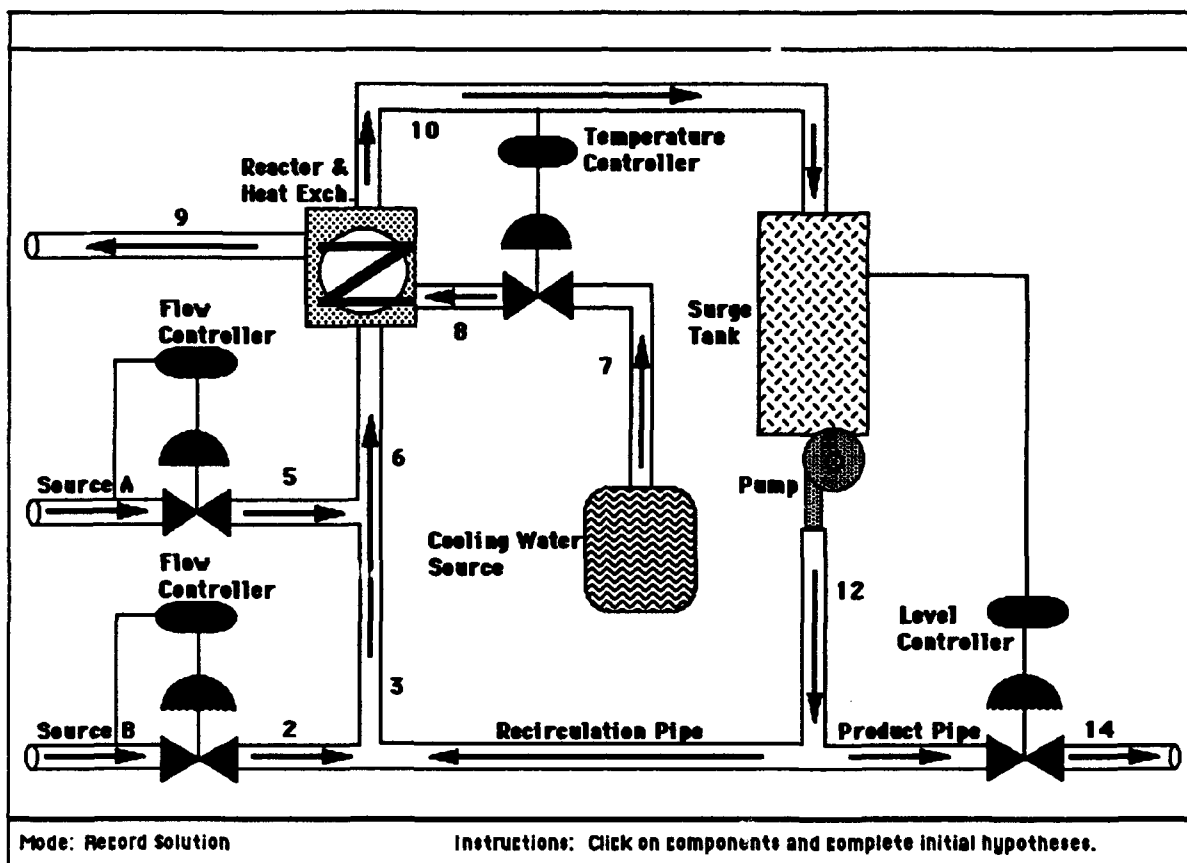 10
Temperature
Controller
Reactor &
Heat Exch.
9
Flow
Controller
8
Surge
Tank
7
6
Source A
5
Pump
Cooling Water
Source
Flow
Controller
12
Level
Controller
3
Source B
2
Recirculation Pipe
Product Pipe
14
Mode: Record Solution
Instructions: Click on components and complete initial hypotheses.